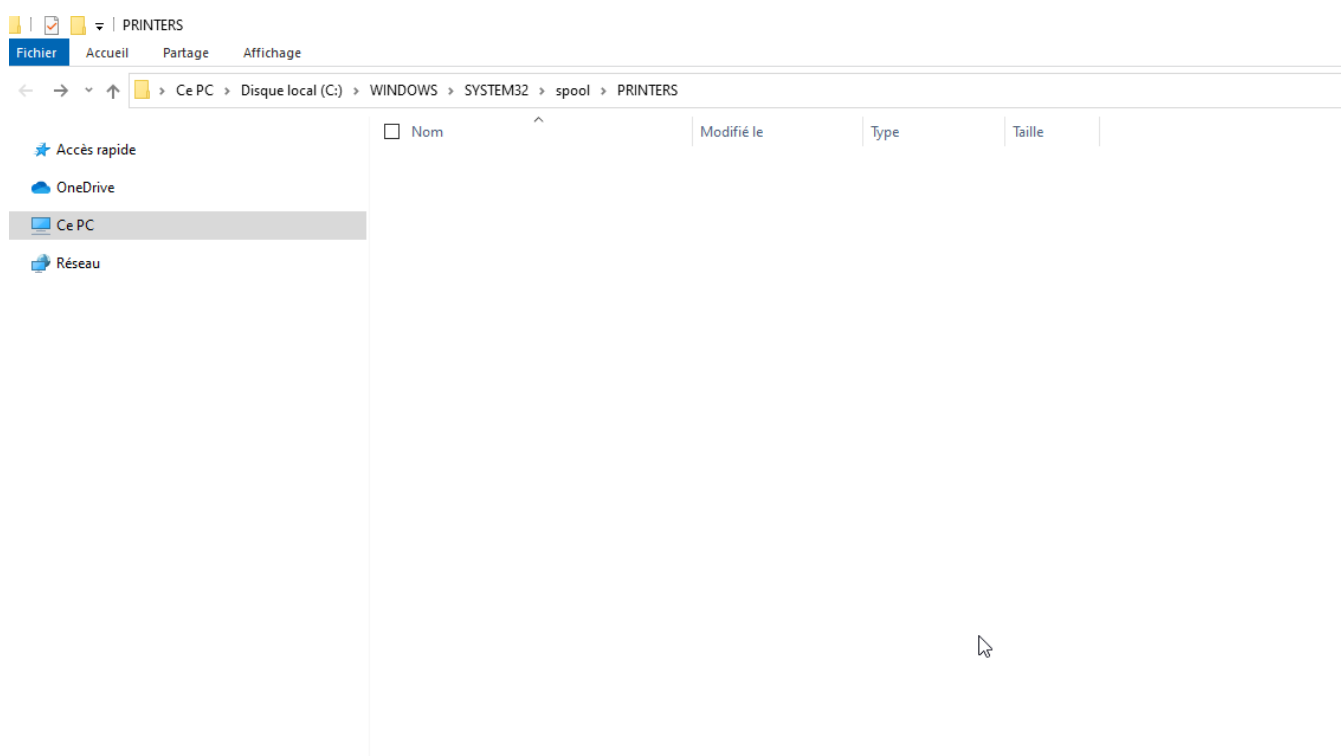 PRINTERS
Fichier Accueil Partage Affichage
Ce PC > Disque local (C:) > WINDOWS > SYSTEM32 > spool > PRINTERS
Nom Modifié le Type Taille
Accès rapide
OneDrive
Ce PC
Réseau